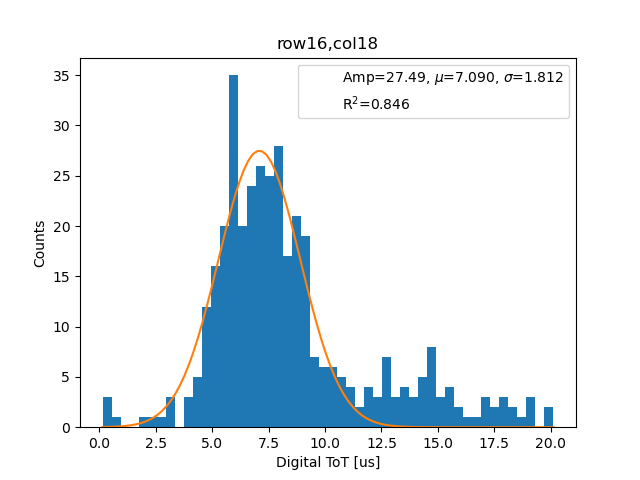 row16,col18
Amp=27.49, μ=7.090, σ=1.812
R²=0.846
35
30
25
20
15
10
5
0
Counts
0.0 2.5 5.0 7.5 10.0 12.5 15.0 17.5 20.0
Digital ToT [us]